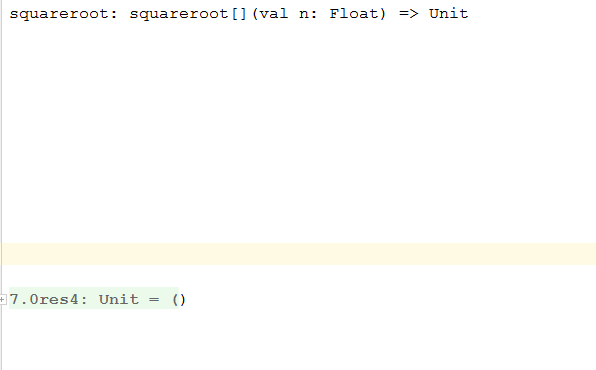 squareroot: squareroot[](val n: Float) => Unit
7.0res4: Unit = ()